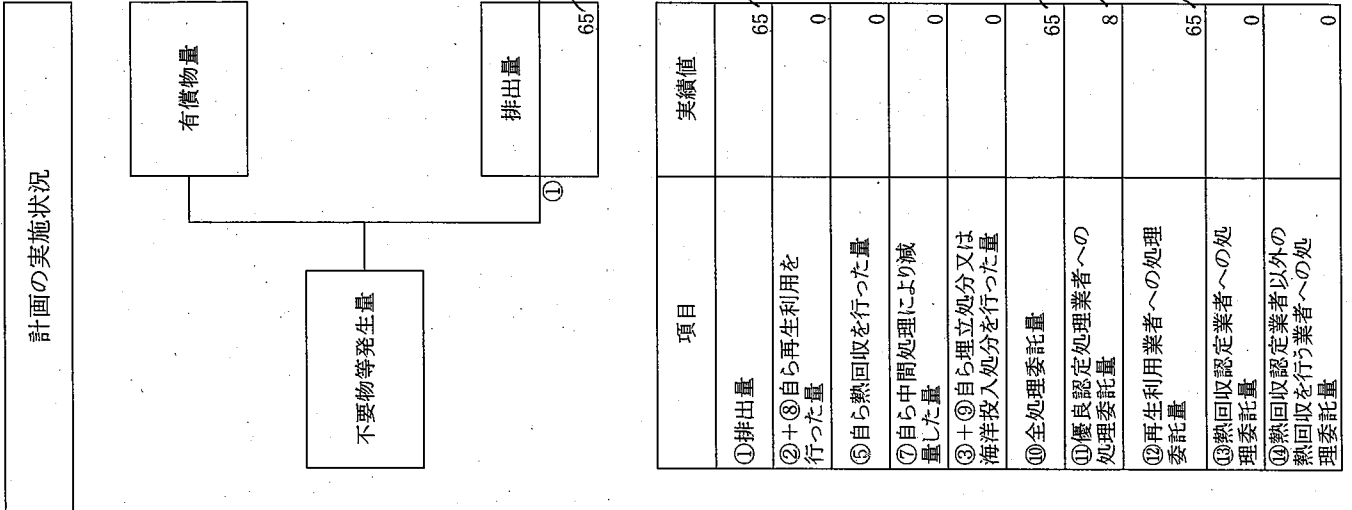 計画の実施状況
有償物量
不要物等発生量
排出量
①
65
項目
実績値
①排出量
65
②+⑧自ら再生利用を
行った量
0
⑤自ら熱回収を行った量
0
⑦自ら中間処理により減
量した量
0
③+⑨自ら埋立処分又は
海洋投入処分を行った量
0
⑩全処理委託量
65
⑪優良認定処理業者への
処理委託量
8
⑫再生利用業者への処理
委託量
65
⑬熱回収認定業者への処
理委託量
0
⑭熱回収認定業者以外の
熱回収を行う業者への処
理委託量
0